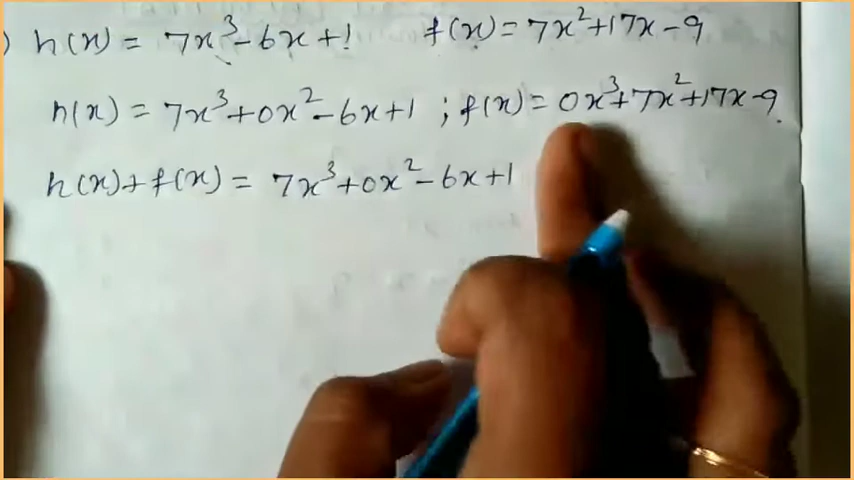 ) h(x) = 7x³ - 6x + 1 f(x) = 7x² + 17x - 9
h(x) = 7x³ + 0x² - 6x + 1 ; f(x) = 0x³ + 7x² + 17x - 9.
h(x) + f(x) = 7x³ + 0x² - 6x + 1